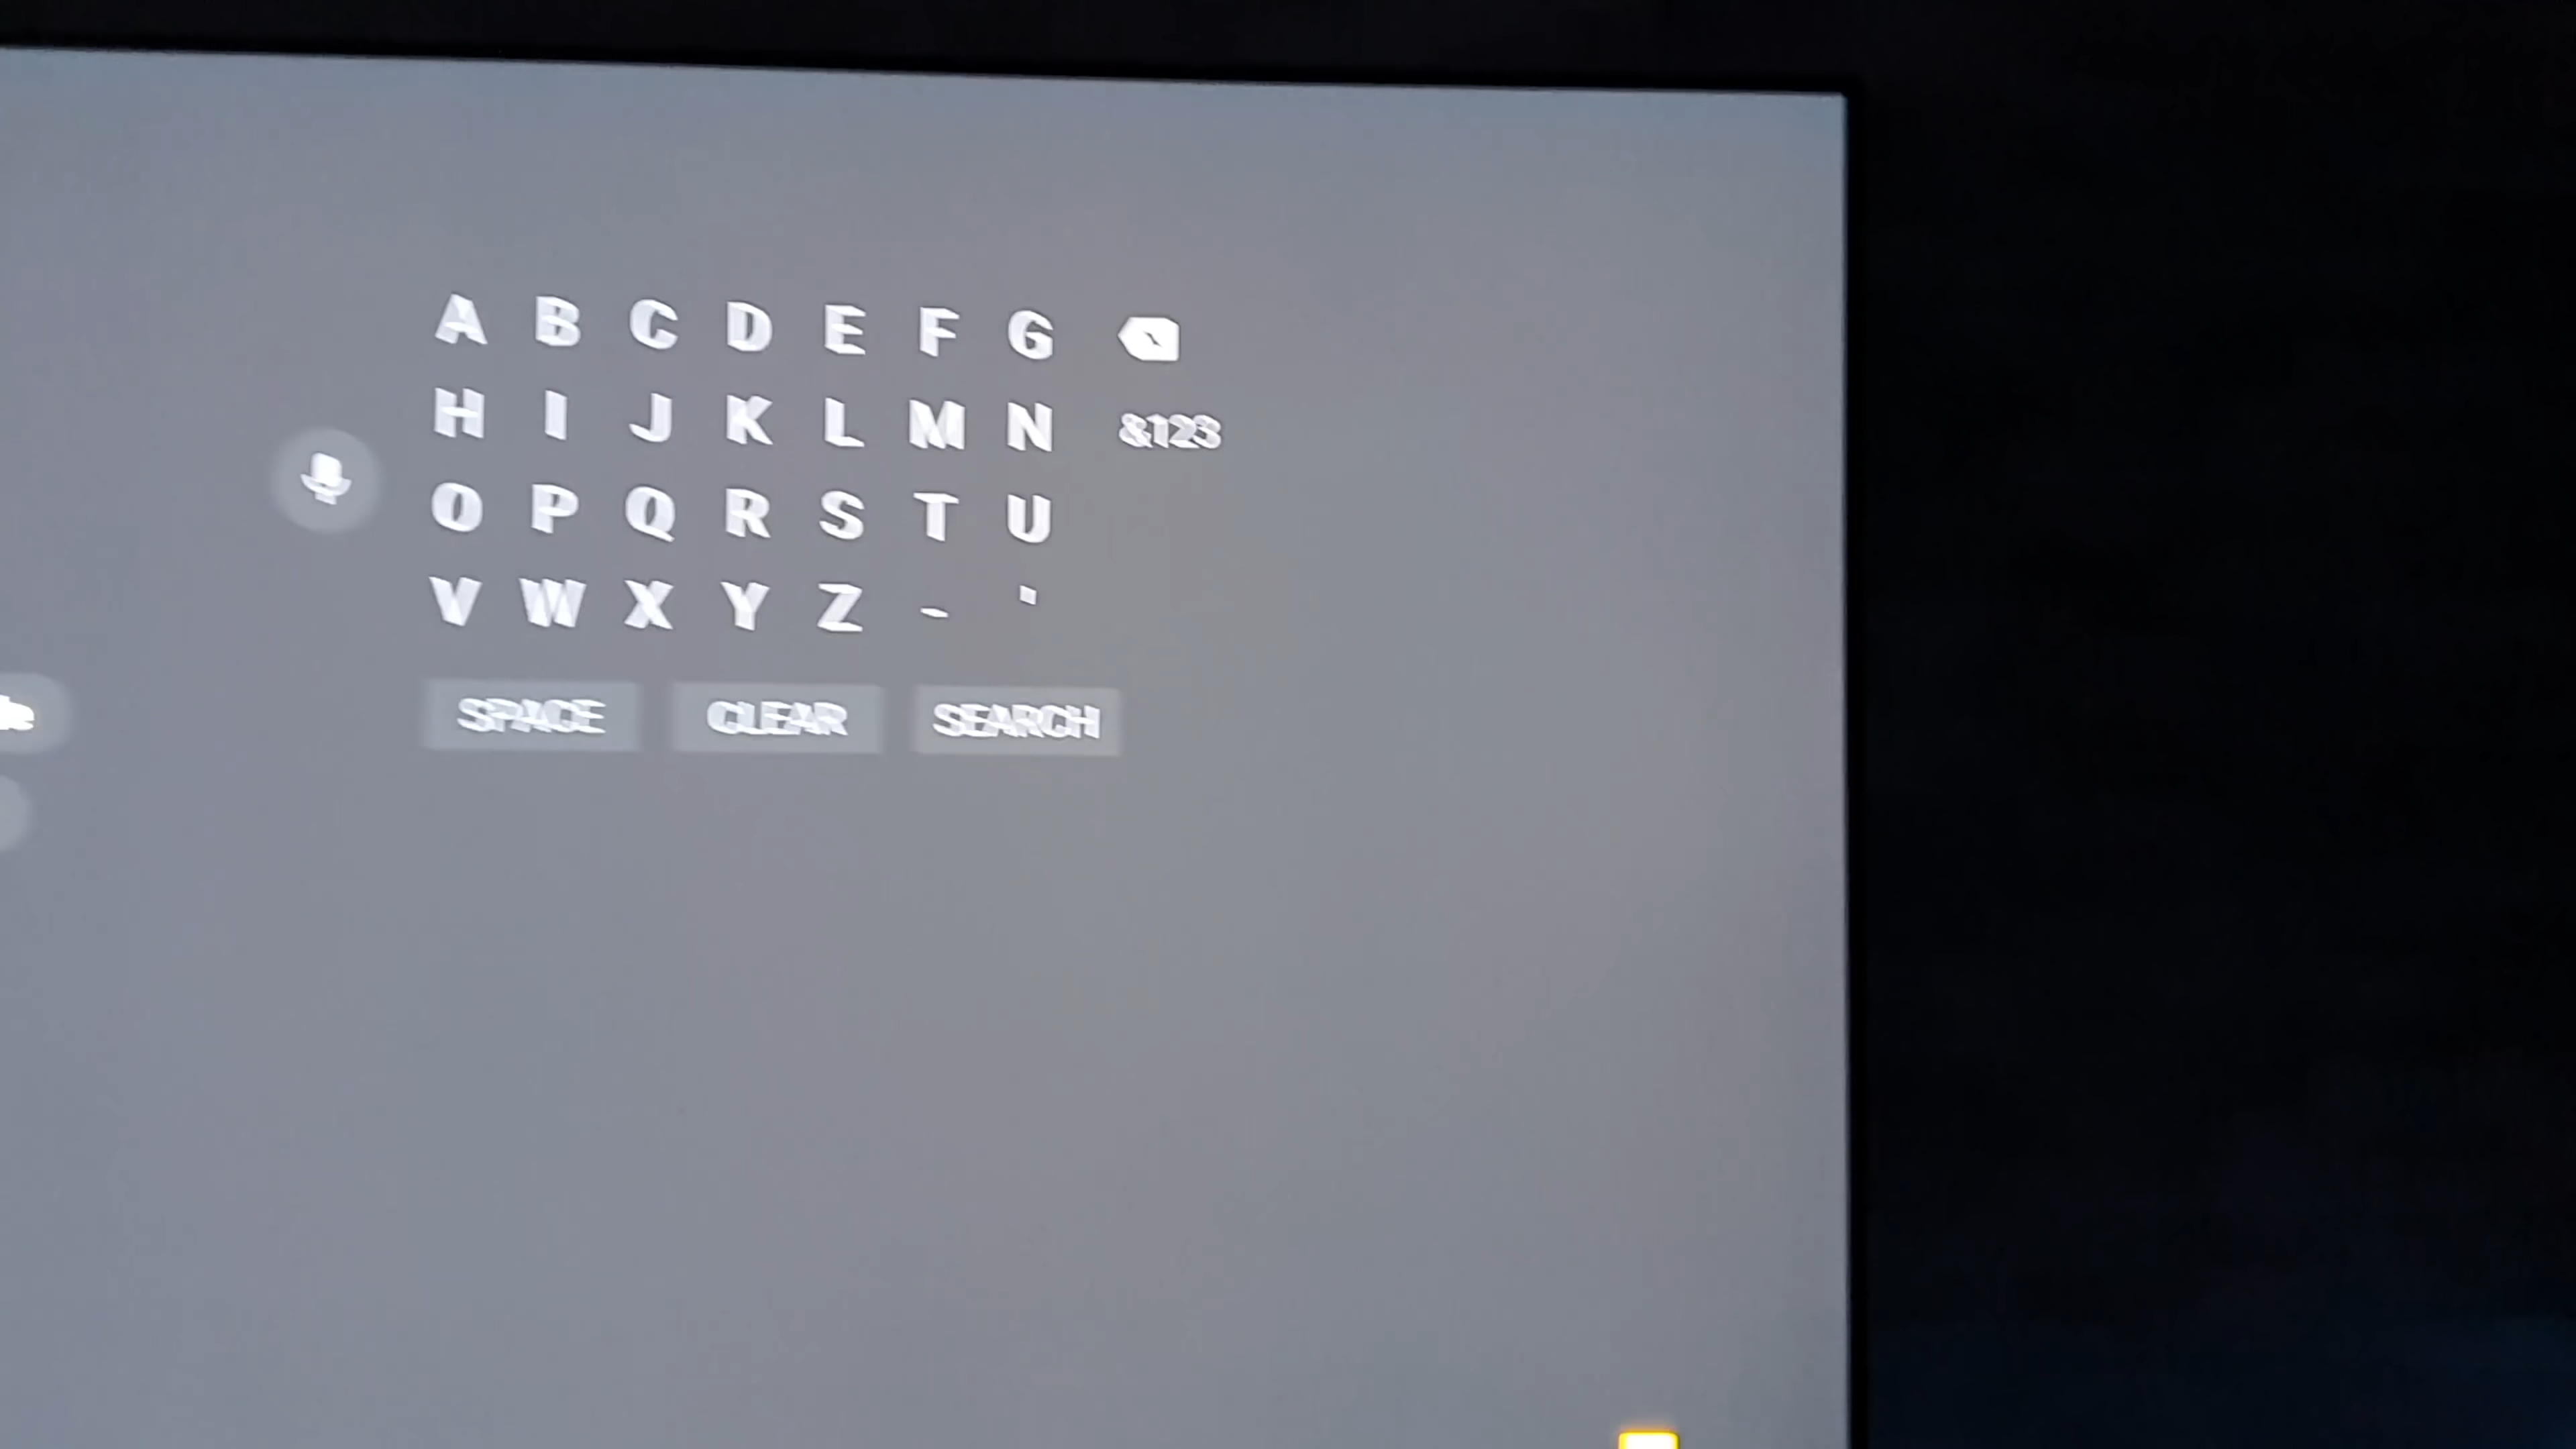 A B C D E F G
H I J K L M N &123
O P Q R S T U
V W X Y Z - '
SPACE CLEAR SEARCH